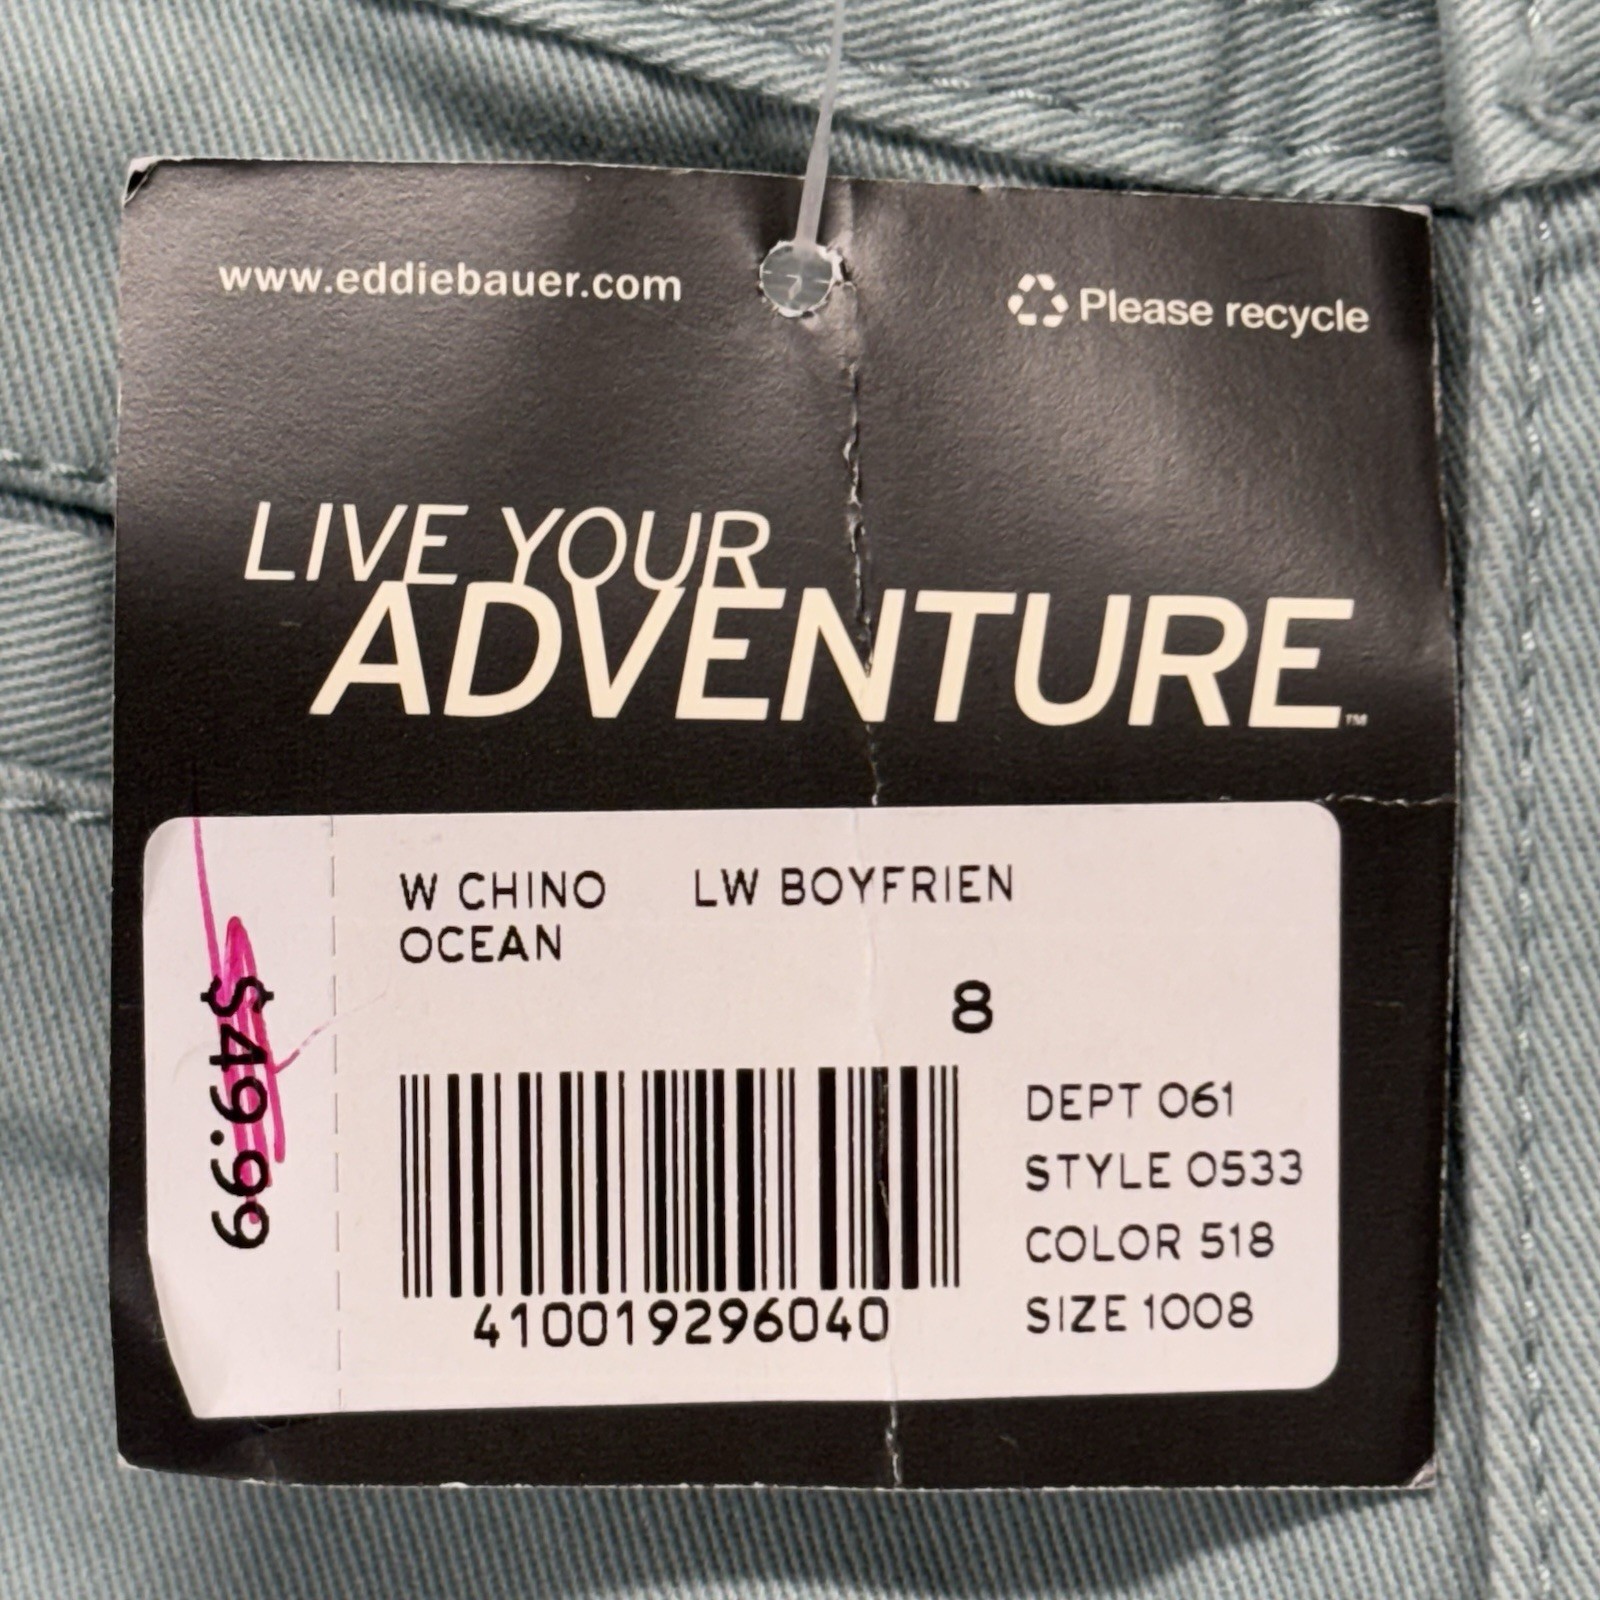 www.eddiebauer.com
Please recycle
LIVE YOUR
ADVENTURE™
W CHINO LW BOYFRIEN
OCEAN
8
$49.99
DEPT 061
STYLE 0533
COLOR 518
SIZE 1008
410019296040